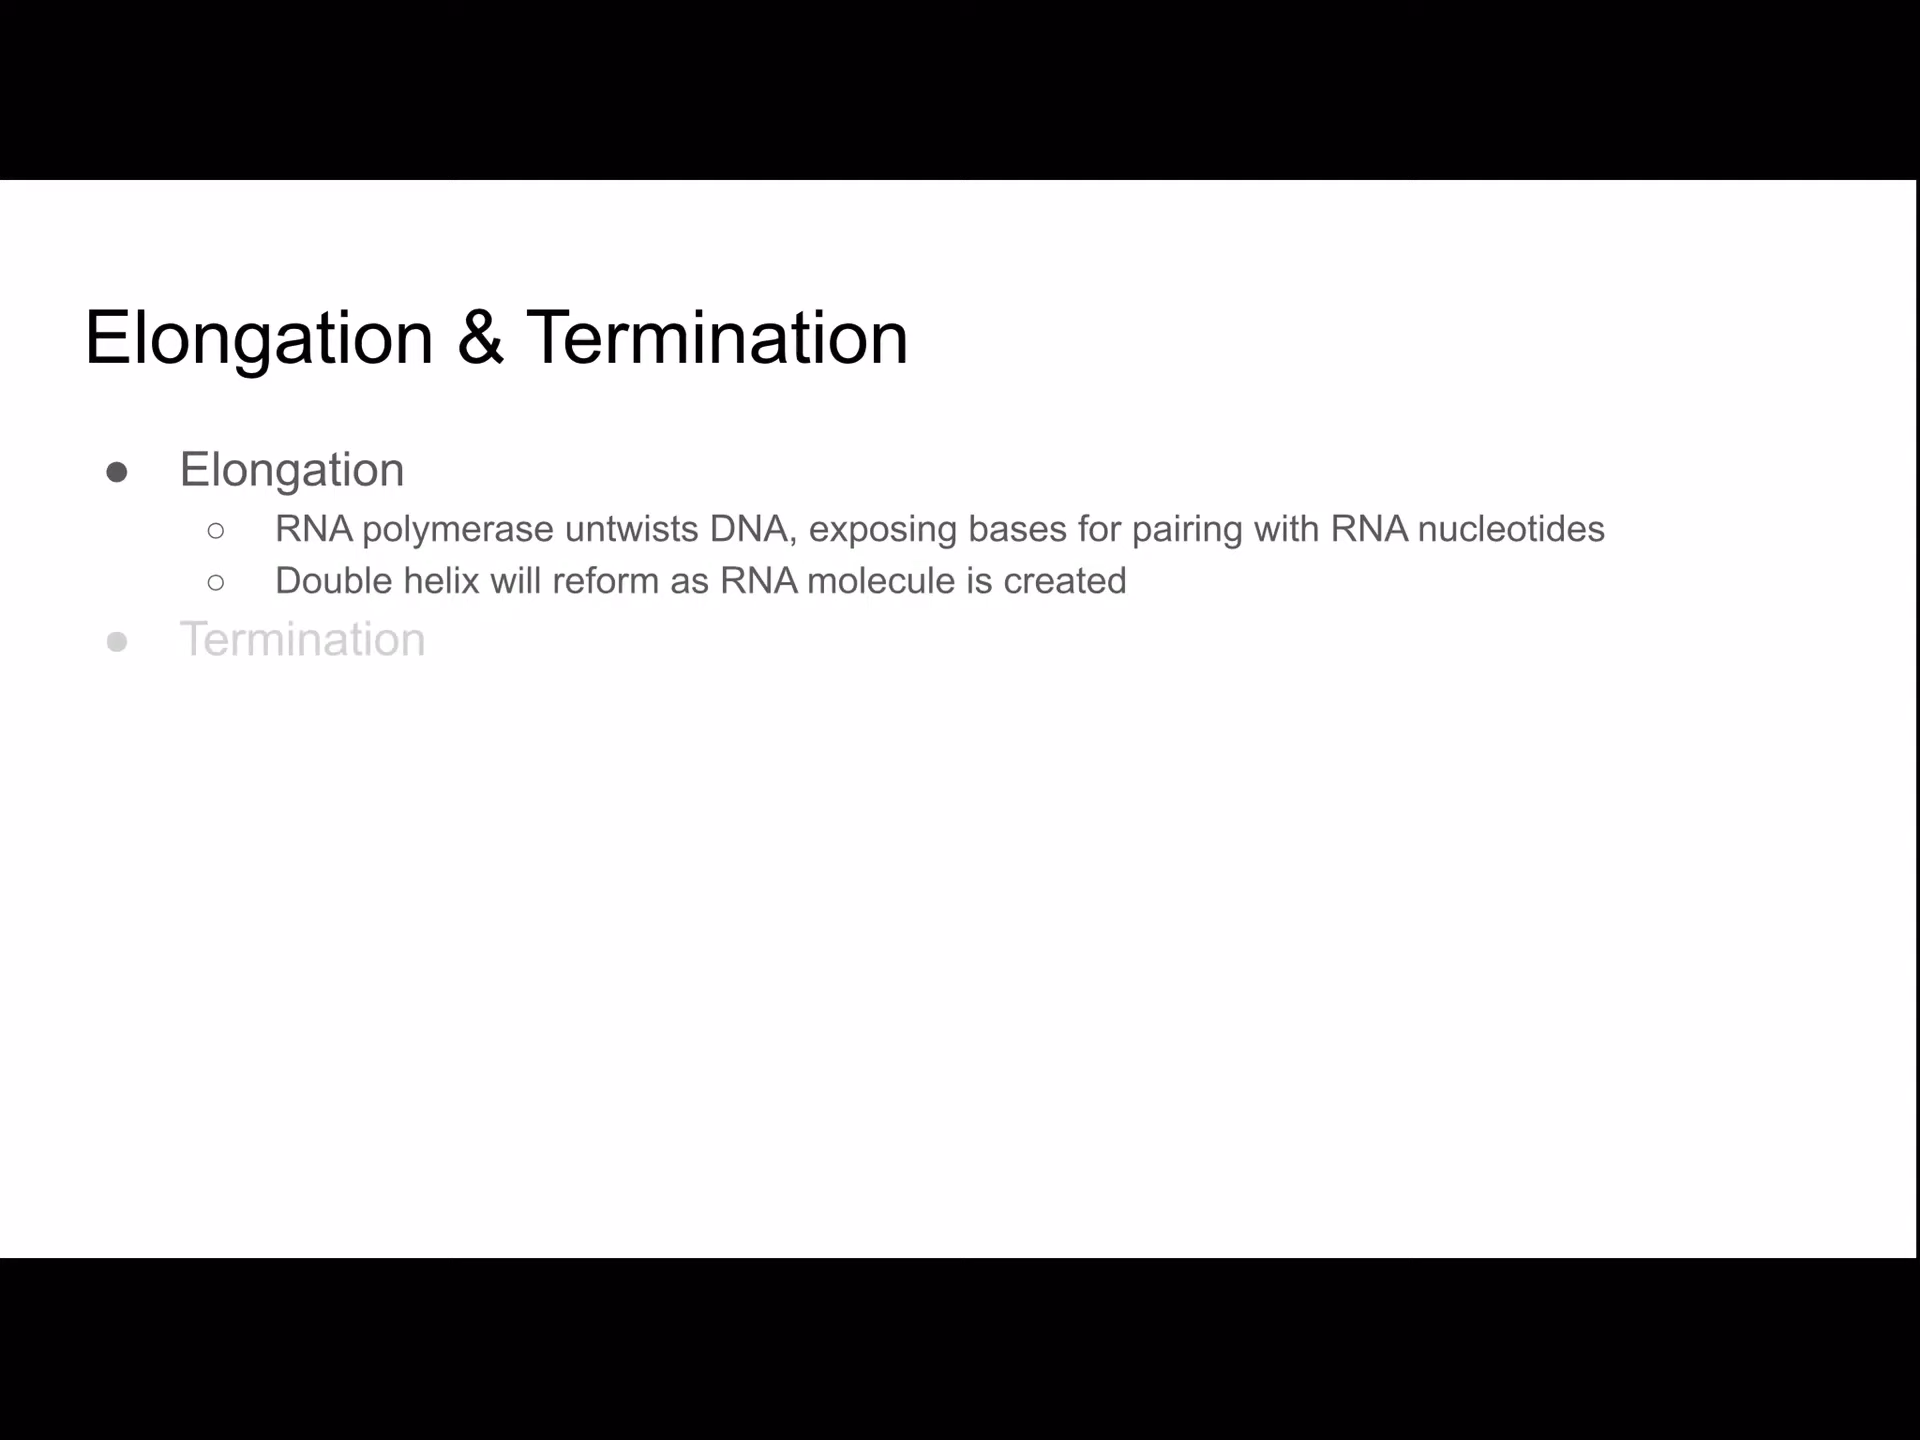 Elongation & Termination
● Elongation
○ RNA polymerase untwists DNA, exposing bases for pairing with RNA nucleotides
○ Double helix will reform as RNA molecule is created
● Termination